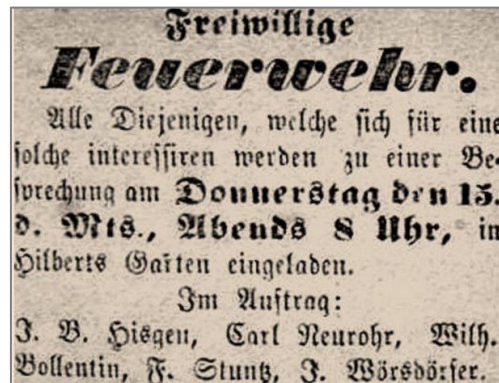 Freiwillige
Feuerwehr.
Alle Diejenigen, welche sich für eine
solche interessiren werden zu einer Be-
sprechung am Donnerstag den 15.
d. Mts., Abends 8 Uhr, in
Hilberts Garten eingeladen.
Im Auftrag:
J. B. Hisgen, Carl Neurohr, Wilh.
Bollentin, F. Stuntz, J. Wörsdörfer.